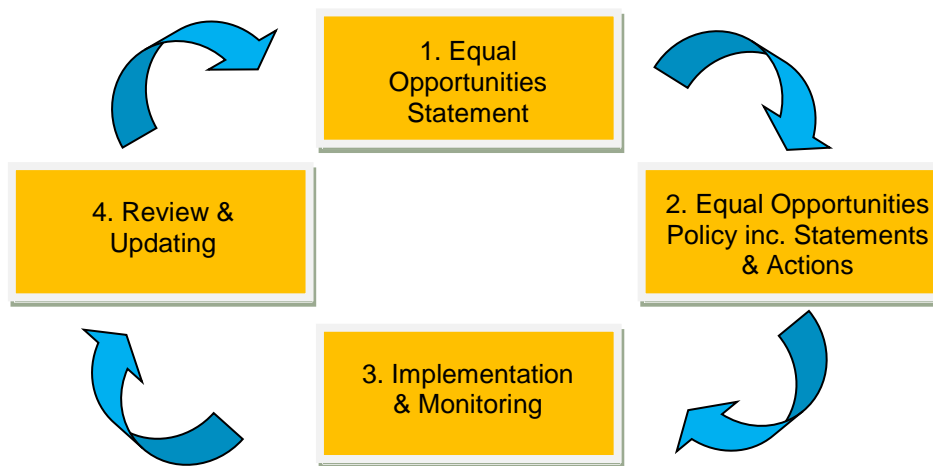 1. Equal
Opportunities
Statement
2. Equal Opportunities
Policy inc. Statements
& Actions
3. Implementation
& Monitoring
4. Review &
Updating